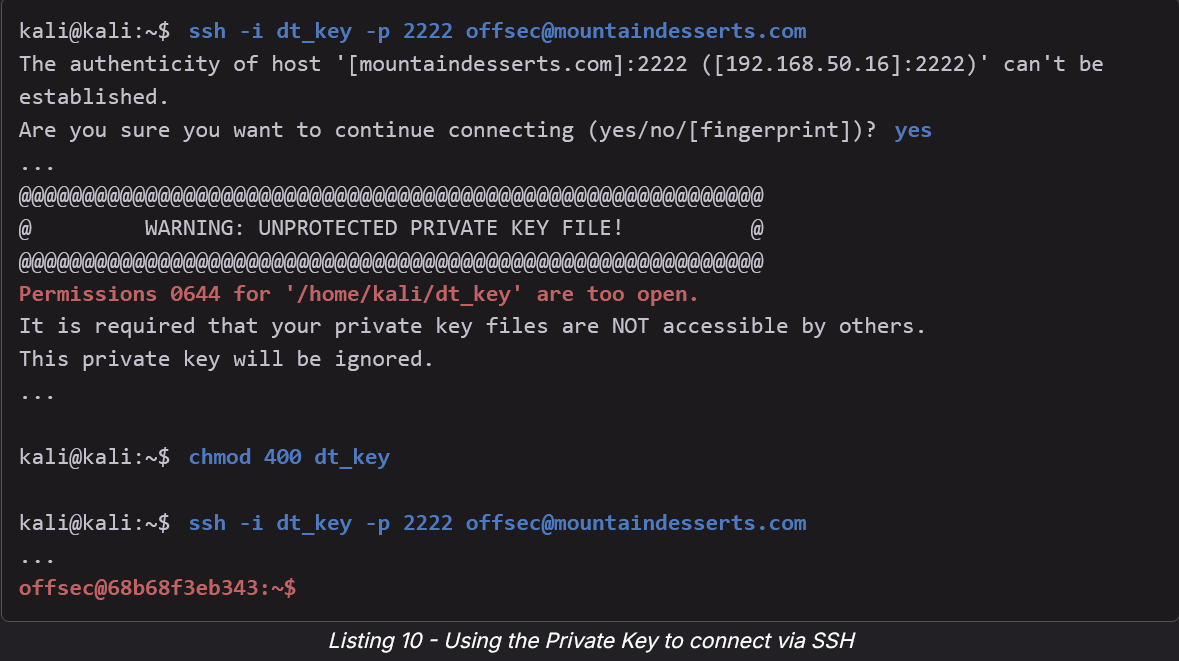 kali@kali:~$ ssh -i dt_key -p 2222 offsec@mountaindesserts.com
The authenticity of host '[mountaindesserts.com]:2222 ([192.168.50.16]:2222)' can't be
established.
Are you sure you want to continue connecting (yes/no/[fingerprint])? yes
...
@@@@@@@@@@@@@@@@@@@@@@@@@@@@@@@@@@@@@@@@@@@@@@@@@@@@@@@@@@@
@         WARNING: UNPROTECTED PRIVATE KEY FILE!          @
@@@@@@@@@@@@@@@@@@@@@@@@@@@@@@@@@@@@@@@@@@@@@@@@@@@@@@@@@@@
Permissions 0644 for '/home/kali/dt_key' are too open.
It is required that your private key files are NOT accessible by others.
This private key will be ignored.
...
kali@kali:~$ chmod 400 dt_key
kali@kali:~$ ssh -i dt_key -p 2222 offsec@mountaindesserts.com
...
offsec@68b68f3eb343:~$
Listing 10 - Using the Private Key to connect via SSH